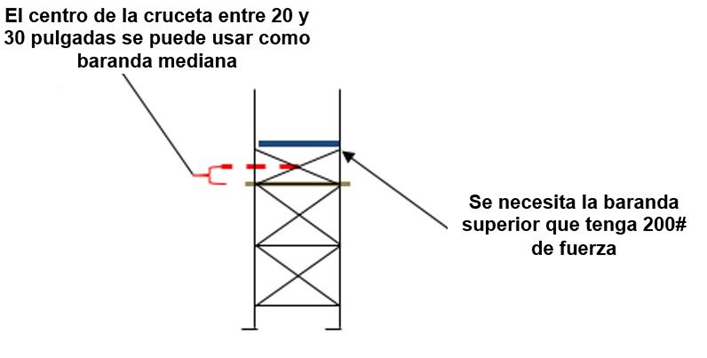 El centro de la cruceta entre 20 y
30 pulgadas se puede usar como
baranda mediana
Se necesita la baranda
superior que tenga 200#
de fuerza